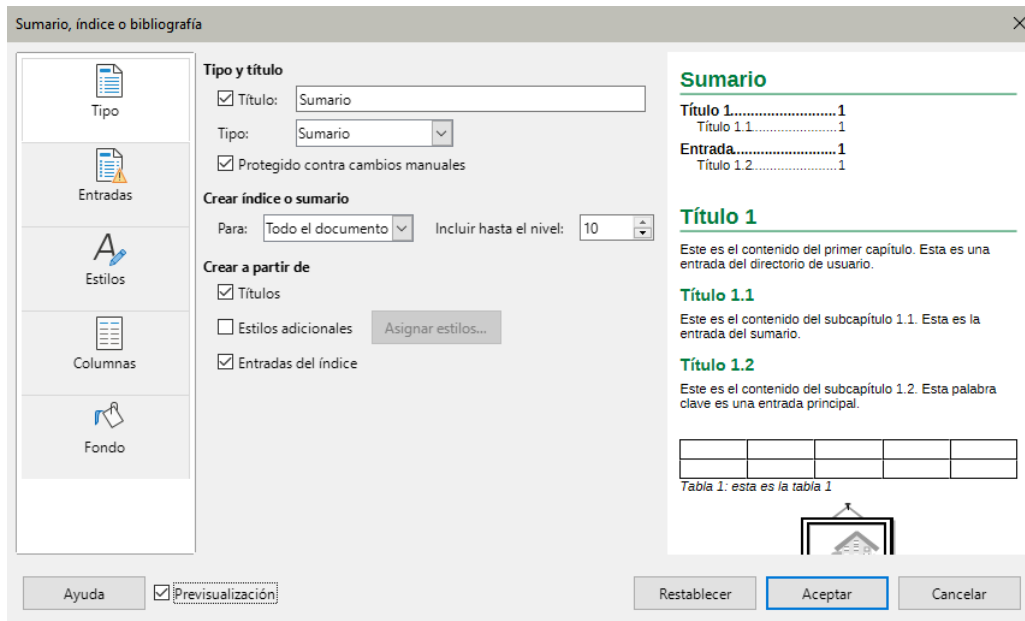 Sumario, índice o bibliografía
Tipo
Entradas
Estilos
Columnas
Fondo
Tipo y título
Título: Sumario
Tipo: Sumario
Protegido contra cambios manuales
Crear índice o sumario
Para: Todo el documento Incluir hasta el nivel: 10
Crear a partir de
Títulos
Estilos adicionales Asignar estilos...
Entradas del índice
Sumario
Título 1..........................1
Título 1.1......................1
Entrada.........................1
Título 1.2......................1
Título 1
Este es el contenido del primer capítulo. Esta es una
entrada del directorio de usuario.
Título 1.1
Este es el contenido del subcapítulo 1.1. Esta es la
entrada del sumario.
Título 1.2
Este es el contenido del subcapítulo 1.2. Esta palabra
clave es una entrada principal.
Tabla 1: esta es la tabla 1
Ayuda Previsualización Restablecer Aceptar Cancelar